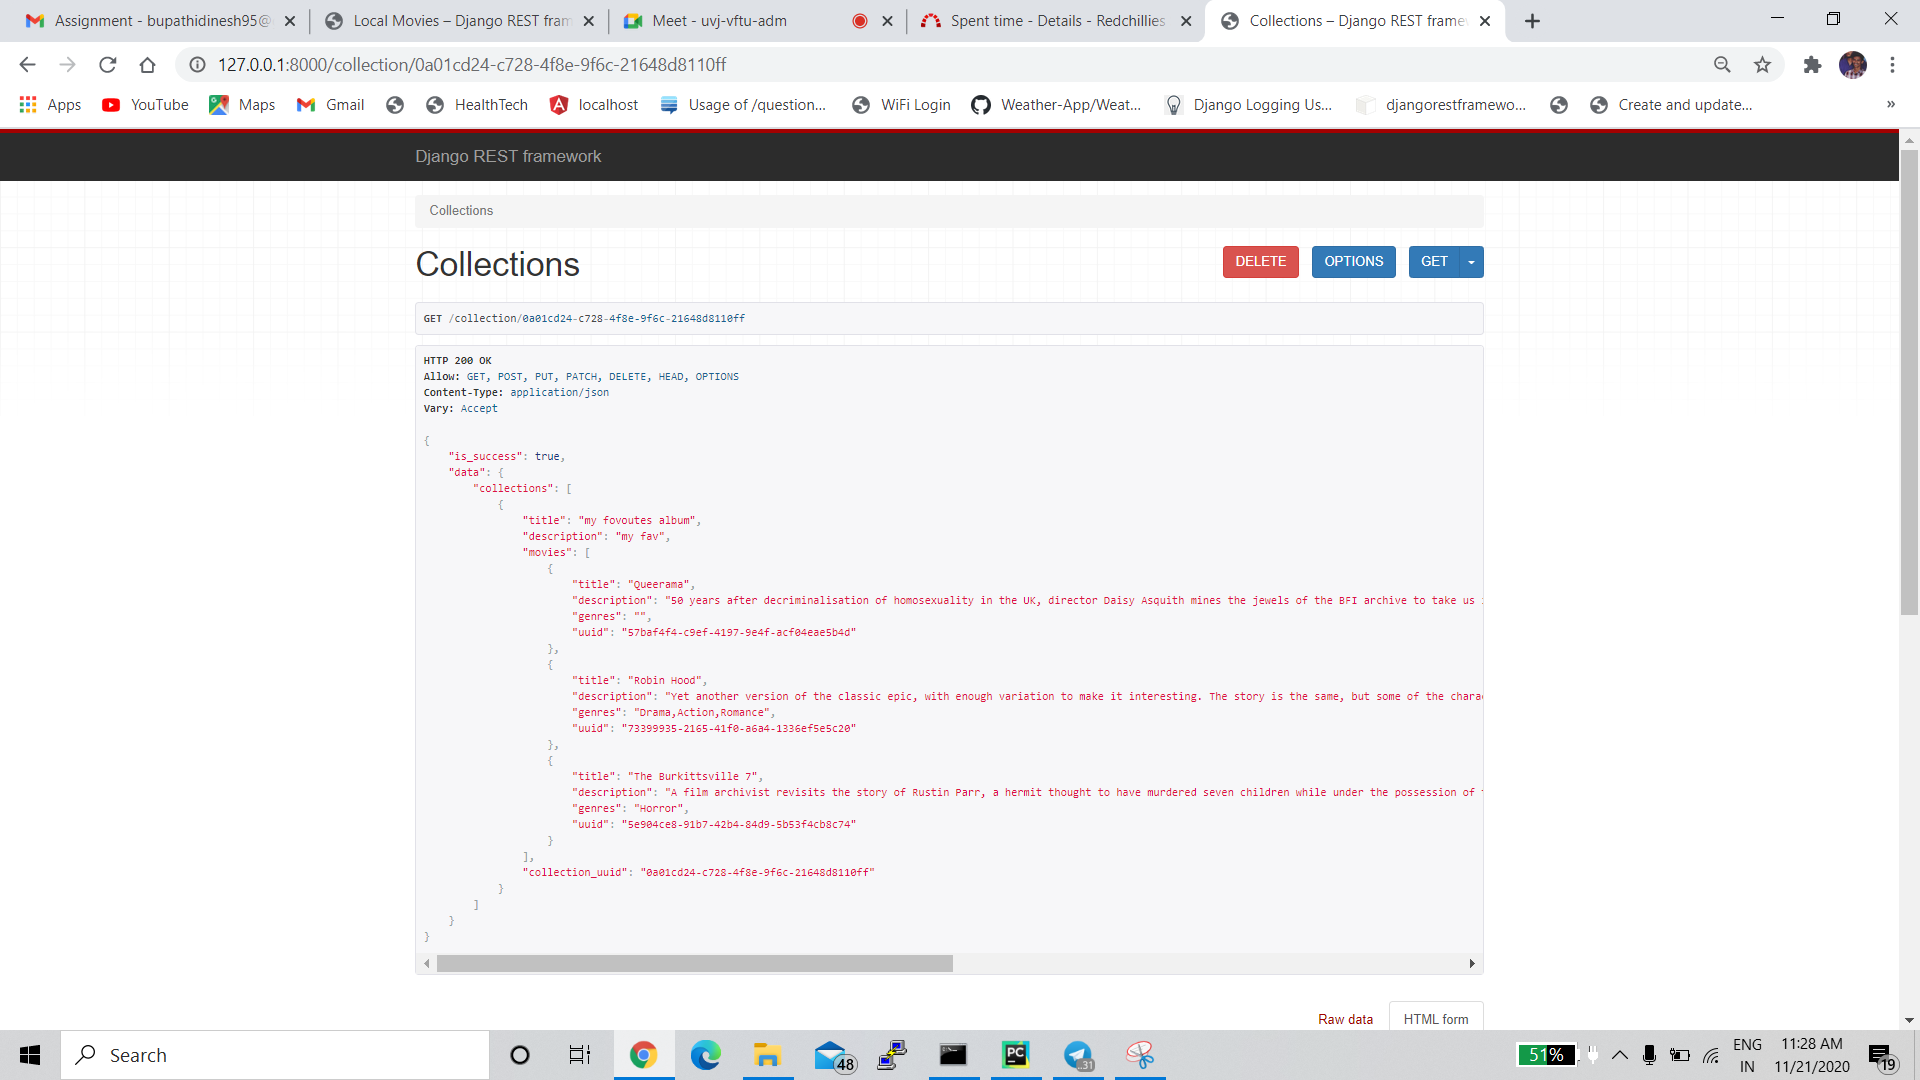 Assignment - bupathidinesh95@
Local Movies – Django REST fram
Meet - uvj-vftu-adm
Spent time - Details - Redchillies
Collections – Django REST framew
127.0.0.1:8000/collection/0a01cd24-c728-4f8e-9f6c-21648d8110ff
Apps YouTube Maps Gmail HealthTech localhost Usage of /question... WiFi Login Weather-App/Weat... Django Logging Us... djangorestframewo... Create and update... »
Django REST framework
Collections
Collections
DELETE OPTIONS GET
GET /collection/0a01cd24-c728-4f8e-9f6c-21648d8110ff
HTTP 200 OK
Allow: GET, POST, PUT, PATCH, DELETE, HEAD, OPTIONS
Content-Type: application/json
Vary: Accept
{
"is_success": true,
"data": {
"collections": [
{
"title": "my fovoutes album",
"description": "my fav",
"movies": [
{
"title": "Queerama",
"description": "50 years after decriminalisation of homosexuality in the UK, director Daisy Asquith mines the jewels of the BFI archive to take us
"genres": "",
"uuid": "57baf4f4-c9ef-4197-9e4f-acf04eae5b4d"
},
{
"title": "Robin Hood",
"description": "Yet another version of the classic epic, with enough variation to make it interesting. The story is the same, but some of the chara
"genres": "Drama,Action,Romance",
"uuid": "73399935-2165-41f0-a6a4-1336ef5e5c20"
},
{
"title": "The Burkittsville 7",
"description": "A film archivist revisits the story of Rustin Parr, a hermit thought to have murdered seven children while under the possession of
"genres": "Horror",
"uuid": "5e904ce8-91b7-42b4-84d9-5b53f4cb8c74"
}
],
"collection_uuid": "0a01cd24-c728-4f8e-9f6c-21648d8110ff"
}
]
}
}
Raw data HTML form
Search
48
PC
..31
51%
ENG
IN
11:28 AM
11/21/2020
19